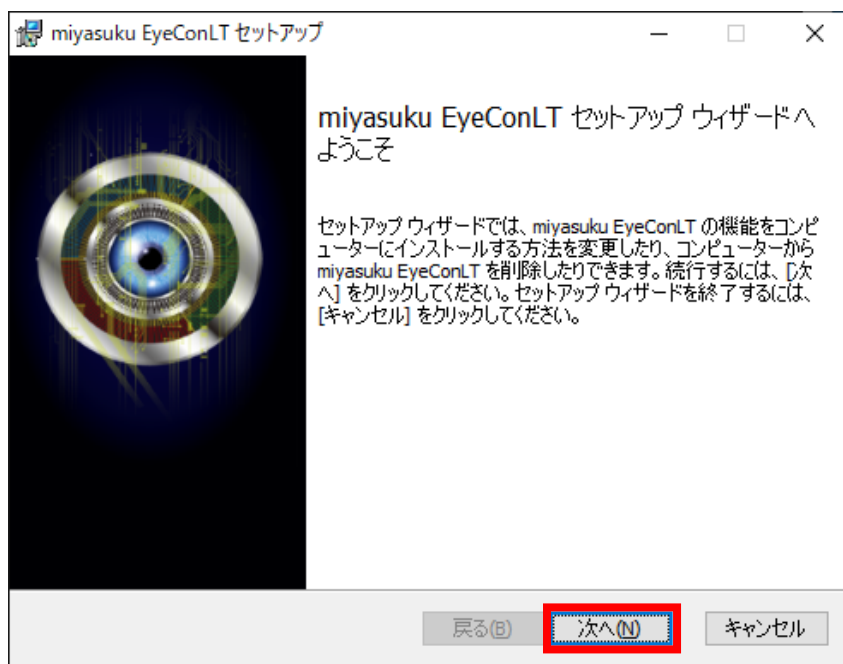 miyasuku EyeConLT セットアップ
miyasuku EyeConLT セットアップ ウィザードへ
ようこそ
セットアップ ウィザードでは、miyasuku EyeConLT の機能をコンピ
ューターにインストールする方法を変更したり、コンピューターから
miyasuku EyeConLT を削除したりできます。続行するには、[次
へ] をクリックしてください。セットアップ ウィザードを終了するには、
[キャンセル] をクリックしてください。
戻る(B)
次へ(N)
キャンセル